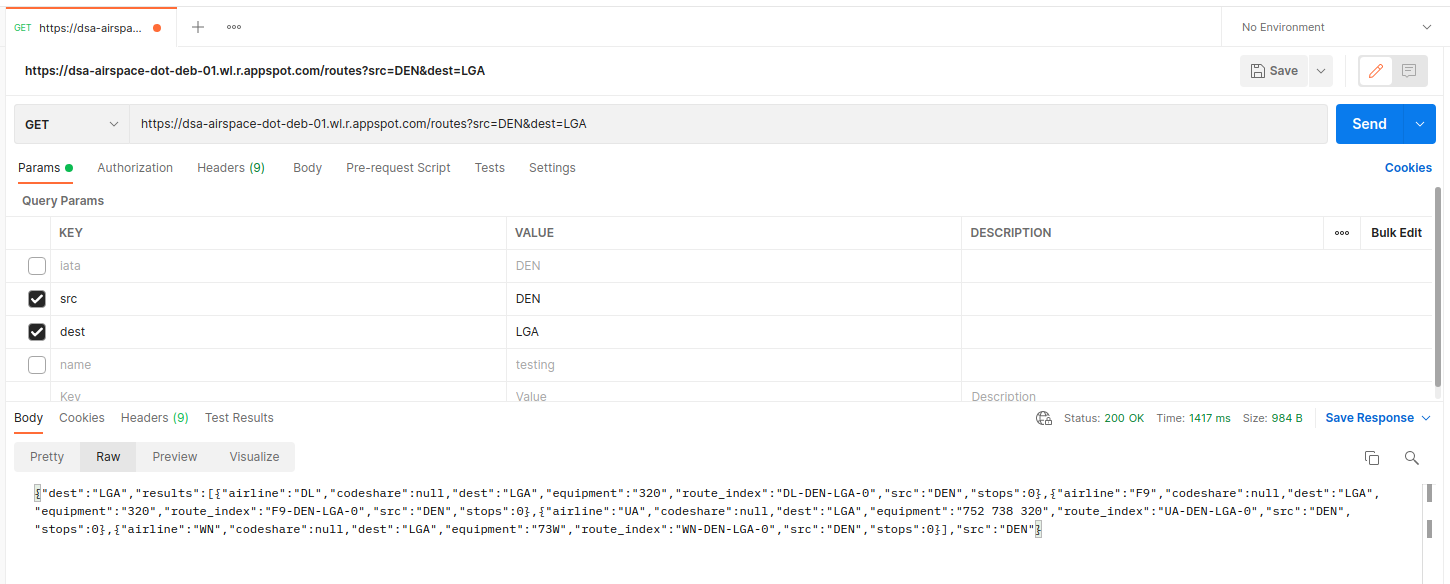 GET https://dsa-airspa...
No Environment
https://dsa-airspace-dot-deb-01.wl.r.appspot.com/routes?src=DEN&dest=LGA
Save
GET https://dsa-airspace-dot-deb-01.wl.r.appspot.com/routes?src=DEN&dest=LGA Send
Params Authorization Headers (9) Body Pre-request Script Tests Settings Cookies
Query Params
KEY VALUE DESCRIPTION Bulk Edit
iata DEN
src DEN
dest LGA
name testing
Key Value Description
Body Cookies Headers (9) Test Results Status: 200 OK Time: 1417 ms Size: 984 B Save Response
Pretty Raw Preview Visualize
{"dest":"LGA","results":[{"airline":"DL","codeshare":null,"dest":"LGA","equipment":"320","route_index":"DL-DEN-LGA-0","src":"DEN","stops":0},{"airline":"F9","codeshare":null,"dest":"LGA",
"equipment":"320","route_index":"F9-DEN-LGA-0","src":"DEN","stops":0},{"airline":"UA","codeshare":null,"dest":"LGA","equipment":"752 738 320","route_index":"UA-DEN-LGA-0","src":"DEN",
"stops":0},{"airline":"WN","codeshare":null,"dest":"LGA","equipment":"73W","route_index":"WN-DEN-LGA-0","src":"DEN","stops":0}],"src":"DEN"}